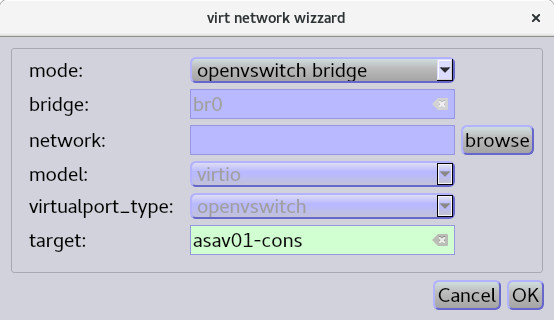 virt network wizzard
mode: openvswitch bridge
bridge: br0
network: browse
model: virtio
virtualport_type: openvswitch
target: asav01-cons
Cancel OK